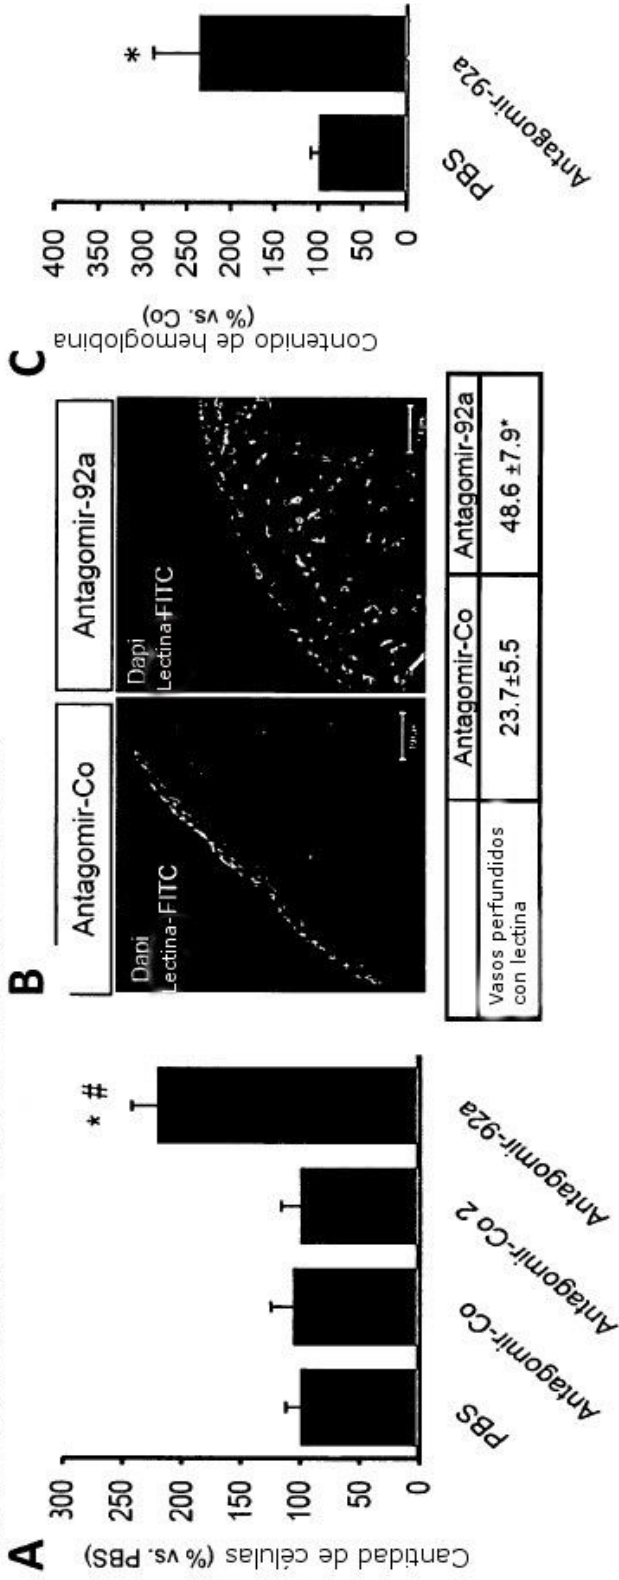 A
Cantidad de células (% vs. PBS)
300
250
200
150
100
50
0
* #
PBS
Antagomir-Co
Antagomir-Co 2
Antagomir-92a
B
Antagomir-Co
Antagomir-92a
Dapi
Lectina-FITC
Dapi
Lectina-FITC
Antagomir-Co
Antagomir-92a
Vasos perfundidos
con lectina
23.7±5.5
48.6 ±7.9*
C
Contenido de hemoglobina
(% vs. Co)
400
350
300
250
200
150
100
50
0
*
PBS
Antagomir-92a